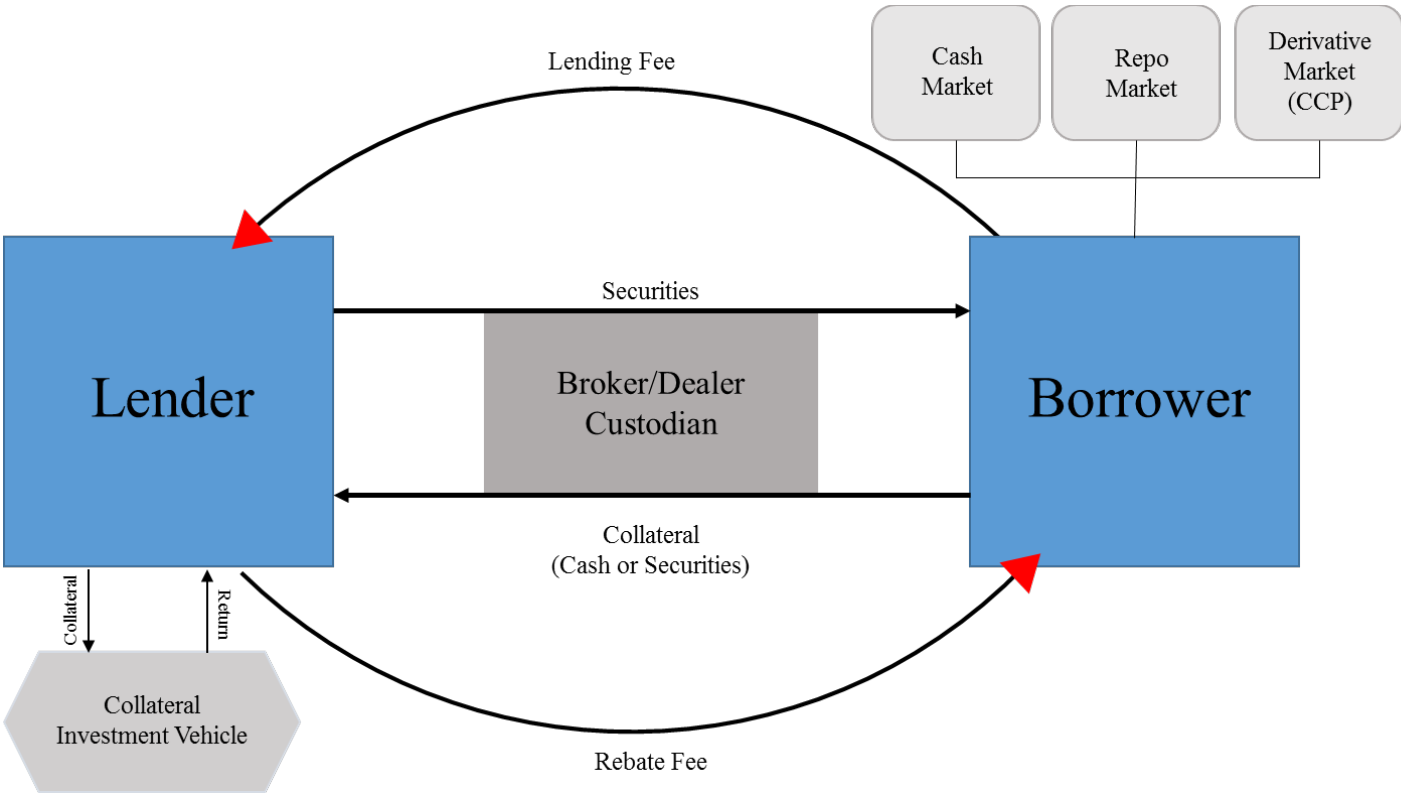 Lending Fee
Cash
Market
Repo
Market
Derivative
Market
(CCP)
Securities
Lender
Broker/Dealer
Custodian
Borrower
Collateral
(Cash or Securities)
Collateral
Return
Collateral
Investment Vehicle
Rebate Fee